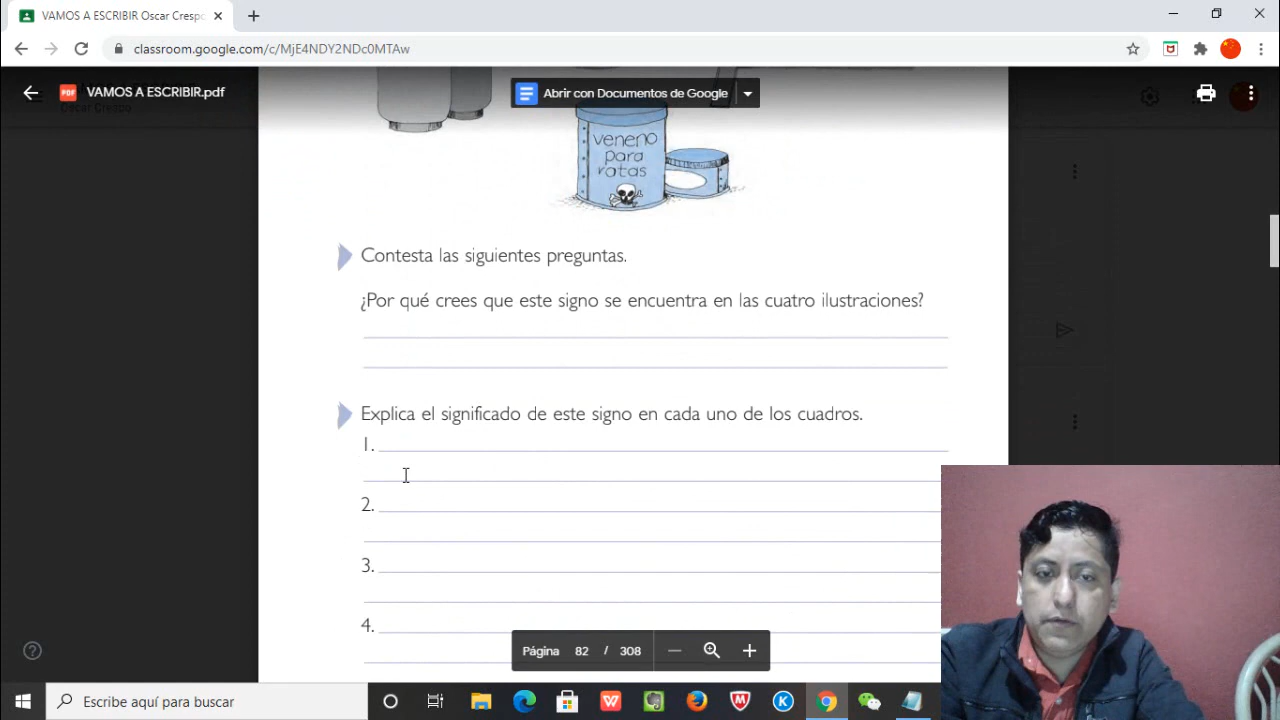 VAMOS A ESCRIBIR Oscar Crespo
classroom.google.com/c/MjE4NDY2NDc0MTAw
PDF VAMOS A ESCRIBIR.pdf
Oscar Crespo
Abrir con Documentos de Google
veneno
para
ratas
Contesta las siguientes preguntas.
¿Por qué crees que este signo se encuentra en las cuatro ilustraciones?
Explica el significado de este signo en cada uno de los cuadros.
1.
2.
3.
4.
Página 82 / 308
Escribe aquí para buscar